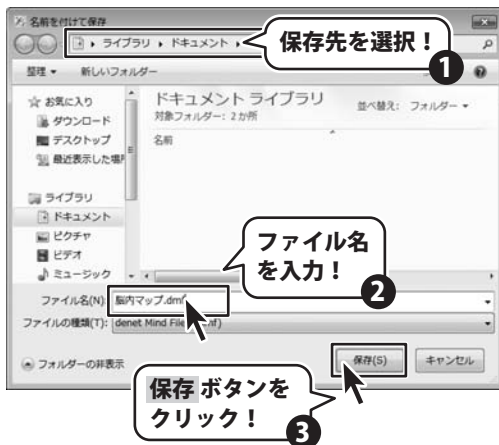 名前を付けて保存
ライブラリ ▸ ドキュメント ▸
保存先を選択！
❶
整理 ▾ 新しいフォルダー
お気に入り
ダウンロード
デスクトップ
最近表示した場
ライブラリ
ドキュメント
ピクチャ
ビデオ
ミュージック
ドキュメント ライブラリ
対象フォルダー: 2 か所
並べ替え: フォルダー ▾
名前
ファイル名
を入力！
❷
ファイル名(N): 脳内マップ.dmf
ファイルの種類(T): denet Mind File
フォルダーの非表示
保存(S) キャンセル
保存 ボタンを
クリック！
❸